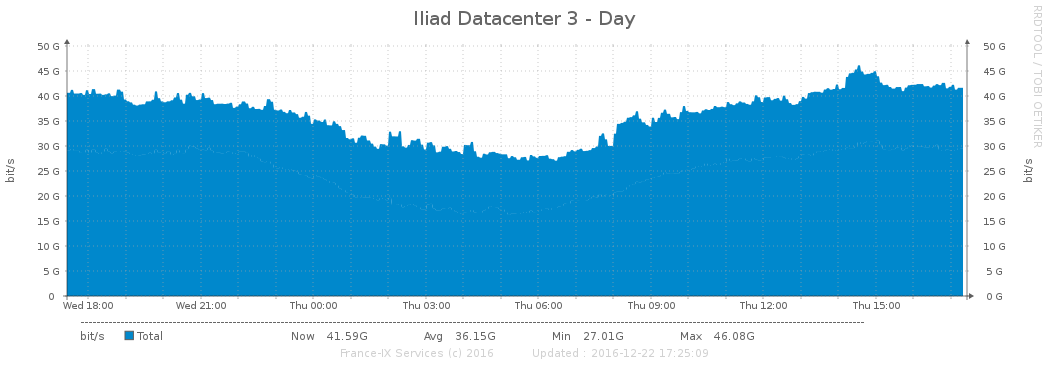 Iliad Datacenter 3 - Day
RRDTOOL / TOBI OETIKER
50 G 50 G
45 G 45 G
40 G 40 G
35 G 35 G
30 G 30 G
25 G 25 G
20 G 20 G
15 G 15 G
10 G 10 G
5 G 5 G
0 0 G
bit/s bit/s
Wed 18:00 Wed 21:00 Thu 00:00 Thu 03:00 Thu 06:00 Thu 09:00 Thu 12:00 Thu 15:00
bit/s Total Now 41.59G Avg 36.15G Min 27.01G Max 46.08G
France-IX Services (c) 2016 Updated : 2016-12-22 17:25:09